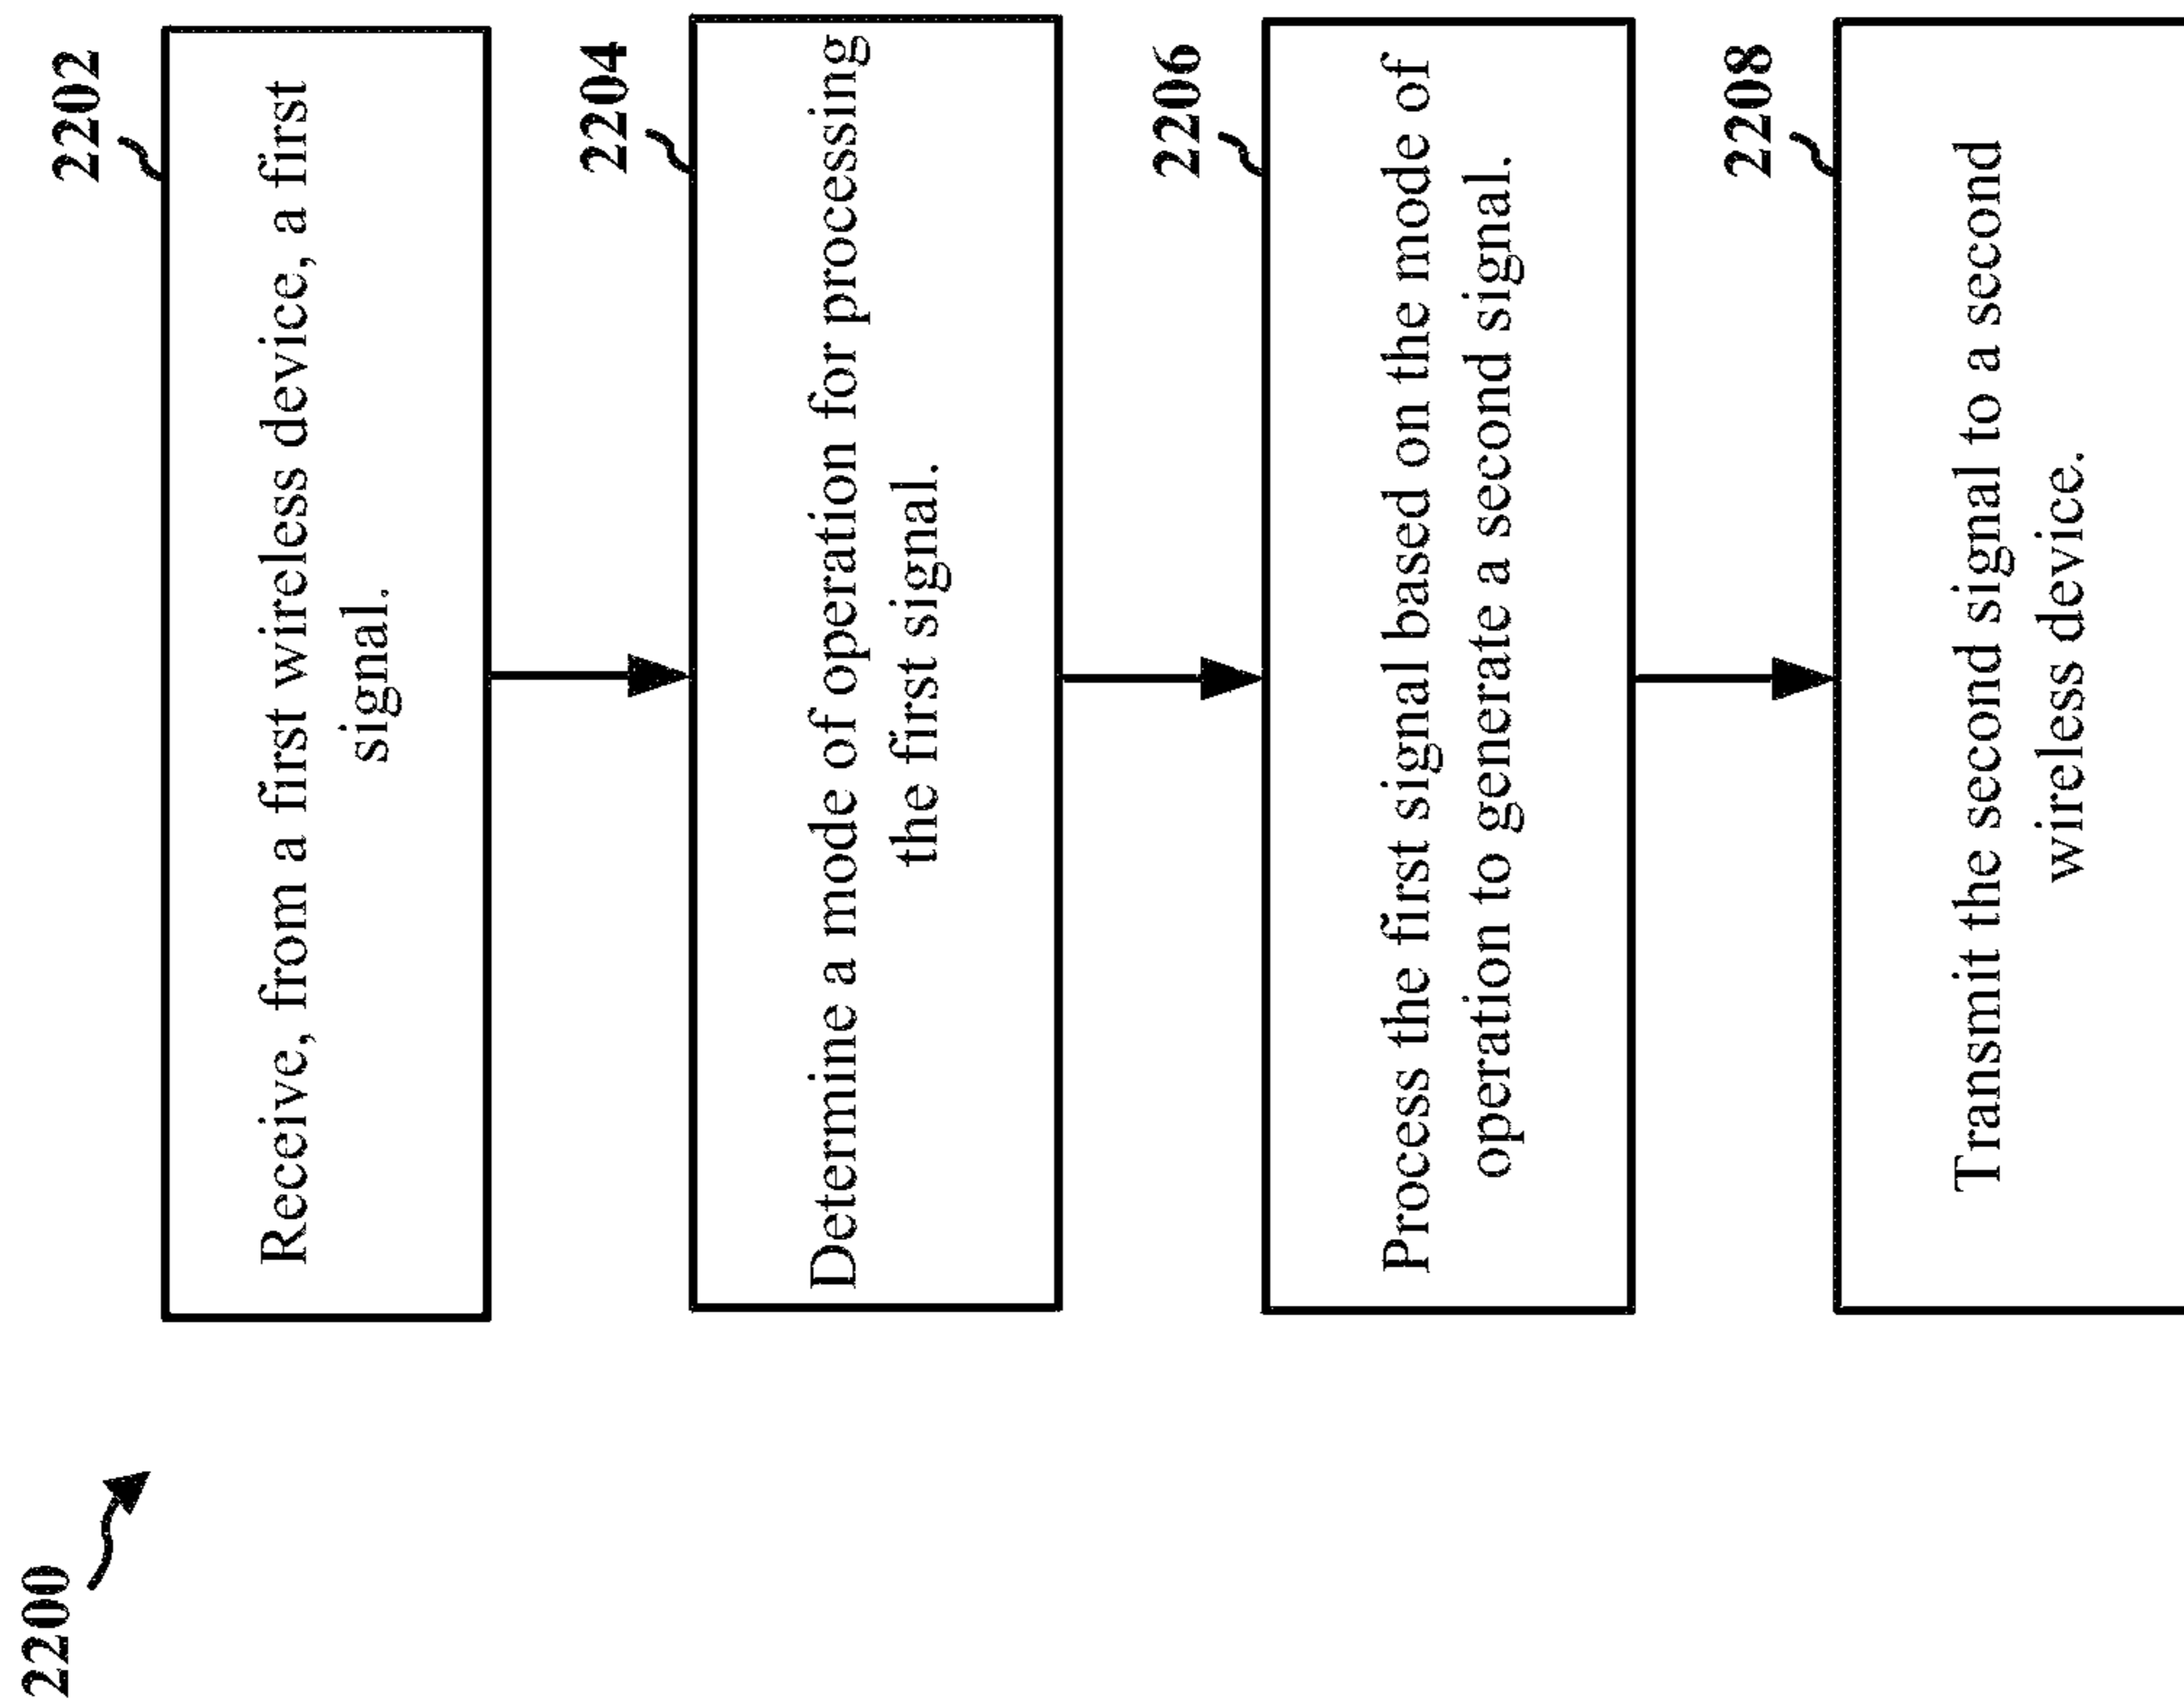 2200
2202
Receive, from a first wireless device, a first
signal.
2204
Determine a mode of operation for processing
the first signal.
2206
Process the first signal based on the mode of
operation to generate a second signal.
2208
Transmit the second signal to a second
wireless device.